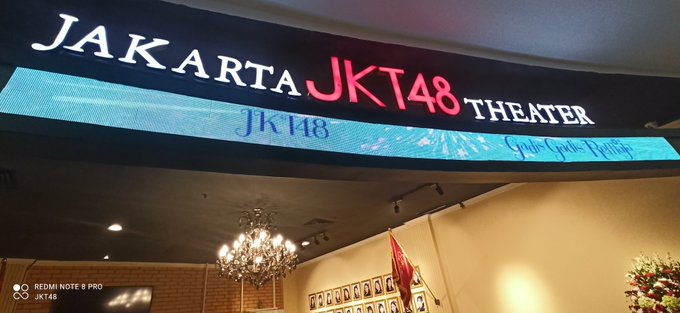 JAKARTA JKT48 THEATER
JKT48
Gadis Gadis Remaja
REDMI NOTE 8 PRO
JKT48